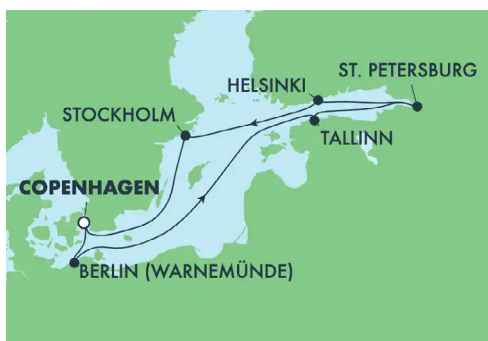 HELSINKI
ST. PETERSBURG
STOCKHOLM
TALLINN
COPENHAGEN
BERLIN (WARNEMÜNDE)